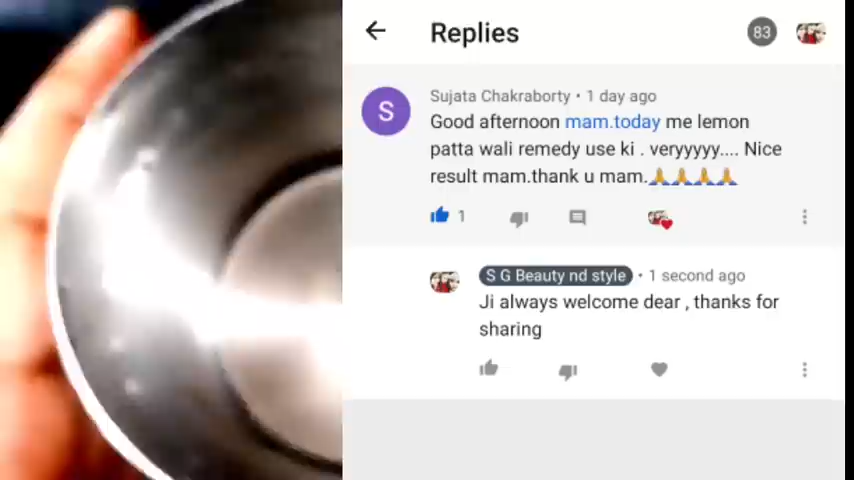 Replies
83
Sujata Chakraborty • 1 day ago
Good afternoon mam.today me lemon
patta wali remedy use ki . veryyyyy.... Nice
result mam.thank u mam.🙏🙏🙏🙏
1
S G Beauty nd style • 1 second ago
Ji always welcome dear , thanks for
sharing